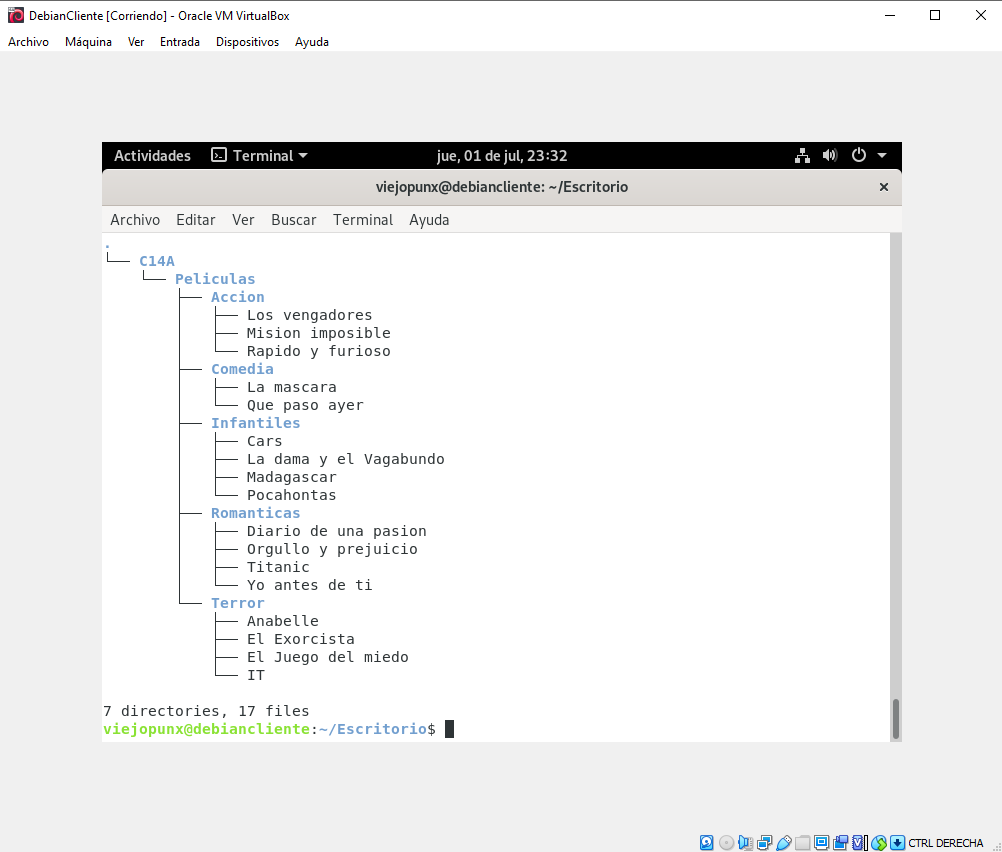 DebianCliente [Corriendo] - Oracle VM VirtualBox
Archivo Máquina Ver Entrada Dispositivos Ayuda
Actividades Terminal jue, 01 de jul, 23:32
viejopunx@debiancliente: ~/Escritorio
Archivo Editar Ver Buscar Terminal Ayuda
.
└── C14A
    └── Peliculas
        ├── Accion
        │   ├── Los vengadores
        │   ├── Mision imposible
        │   └── Rapido y furioso
        ├── Comedia
        │   ├── La mascara
        │   └── Que paso ayer
        ├── Infantiles
        │   ├── Cars
        │   ├── La dama y el Vagabundo
        │   ├── Madagascar
        │   └── Pocahontas
        ├── Romanticas
        │   ├── Diario de una pasion
        │   ├── Orgullo y prejuicio
        │   ├── Titanic
        │   └── Yo antes de ti
        └── Terror
            ├── Anabelle
            ├── El Exorcista
            ├── El Juego del miedo
            └── IT
7 directories, 17 files
viejopunx@debiancliente:~/Escritorio$
CTRL DERECHA